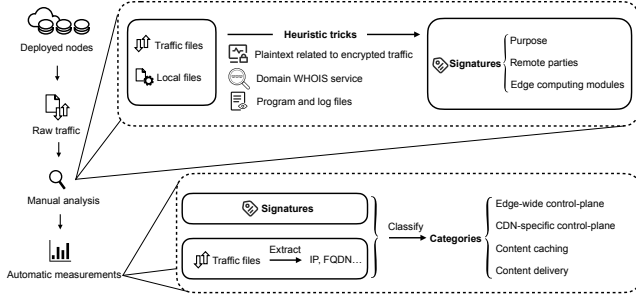 Deployed nodes
Raw traffic
Manual analysis
Automatic measurements
Traffic files
Local files
Heuristic tricks
Plaintext related to encrypted traffic
Domain WHOIS service
Program and log files
Signatures
Purpose
Remote parties
Edge computing modules
Signatures
Traffic files
Extract
IP, FQDN…
Classify
Categories
Edge-wide control-plane
CDN-specific control-plane
Content caching
Content delivery